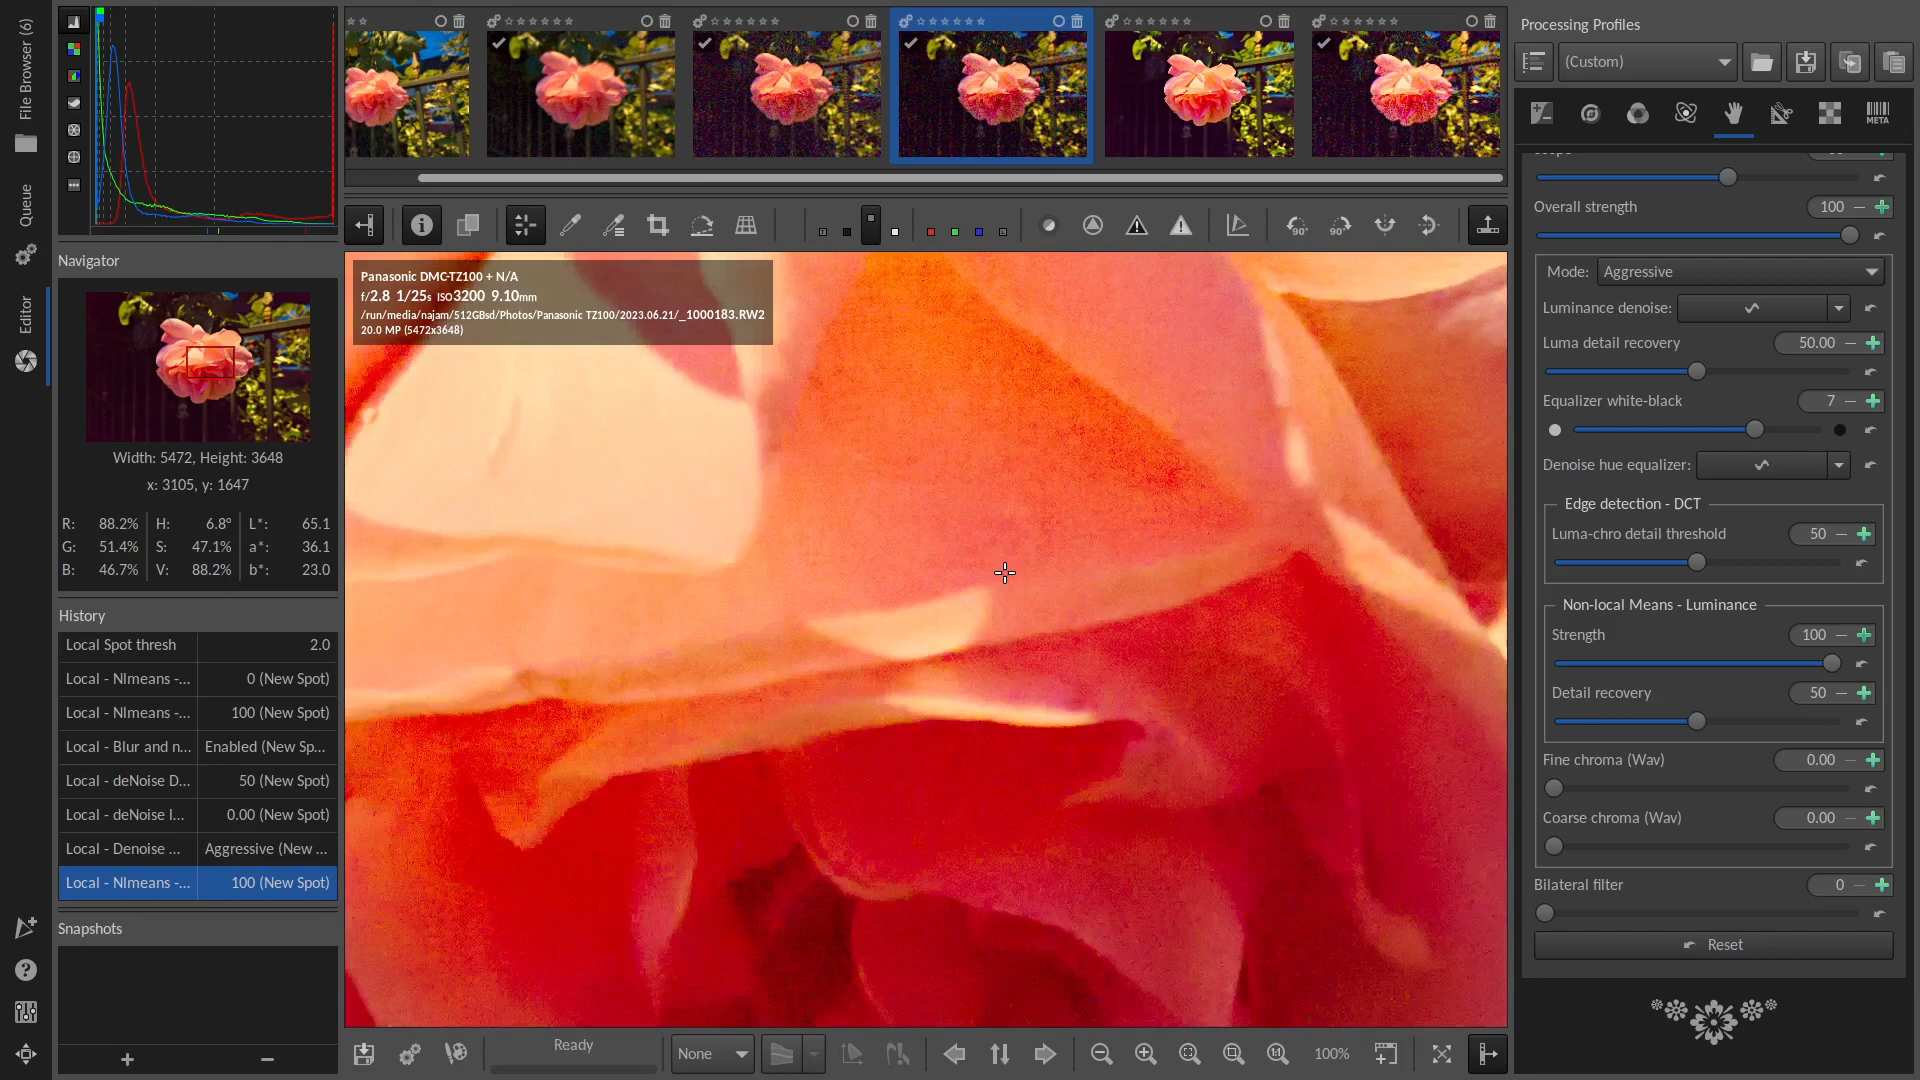 File Browser (6)
Queue
Editor
Navigator
Width: 5472, Height: 3648
x: 3105, y: 1647
R: 88.2% H: 6.8° L*: 65.1
G: 51.4% S: 47.1% a*: 36.1
B: 46.7% V: 88.2% b*: 23.0
History
Local Spot thresh 2.0
Local - Nlmeans -... 0 (New Spot)
Local - Nlmeans -... 100 (New Spot)
Local - Blur and n... Enabled (New Sp...
Local - deNoise D... 50 (New Spot)
Local - deNoise l... 0.00 (New Spot)
Local - Denoise ... Aggressive (New ...
Local - Nlmeans -... 100 (New Spot)
Snapshots
Panasonic DMC-TZ100 + N/A
f/2.8 1/25s ISO3200 9.10mm
/run/media/najam/512GBsd/Photos/Panasonic TZ100/2023.06.21/_1000183.RW2
20.0 MP (5472x3648)
90°
90°
Ready
None
1:1
100%
Processing Profiles
(Custom)
META
Overall strength 100
Mode: Aggressive
Luminance denoise:
Luma detail recovery 50.00
Equalizer white-black 7
Denoise hue equalizer:
Edge detection - DCT
Luma-chro detail threshold 50
Non-local Means - Luminance
Strength 100
Detail recovery 50
Fine chroma (Wav) 0.00
Coarse chroma (Wav) 0.00
Bilateral filter 0
Reset